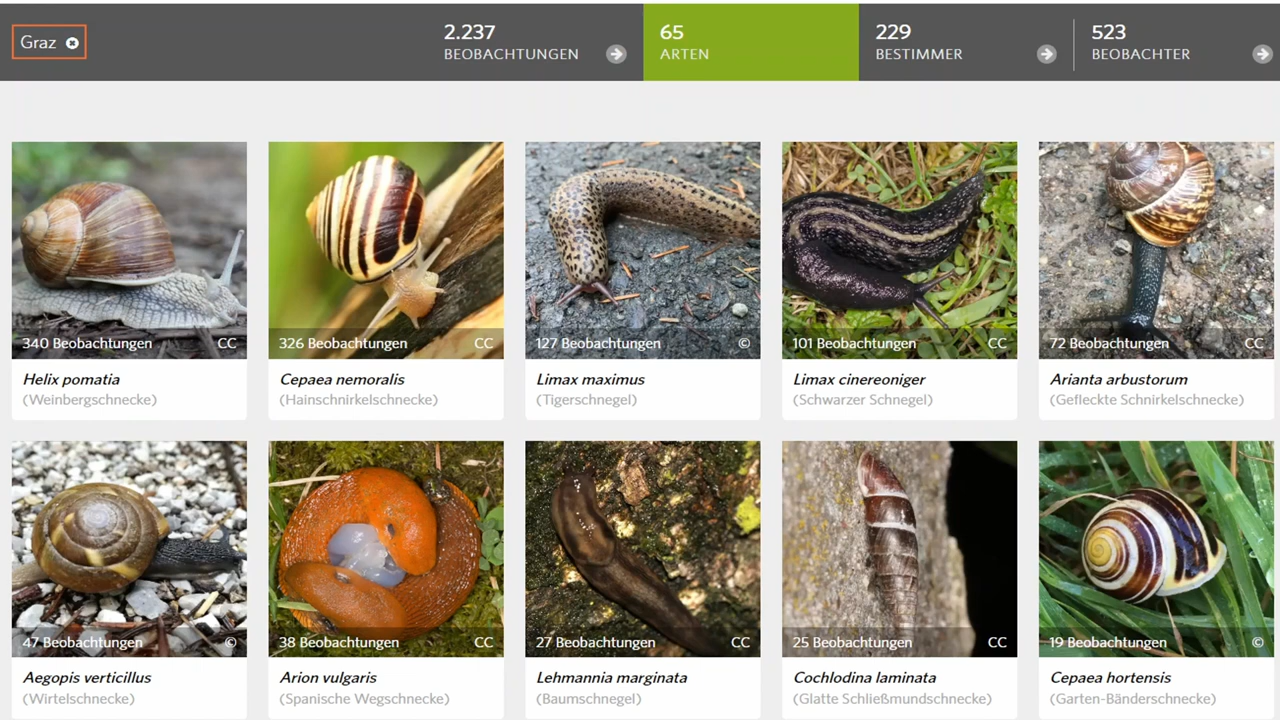 Graz
2.237
BEOBACHTUNGEN
65
ARTEN
229
BESTIMMER
523
BEOBACHTER
340 Beobachtungen CC
Helix pomatia
(Weinbergschnecke)
326 Beobachtungen CC
Cepaea nemoralis
(Hainschnirkelschnecke)
127 Beobachtungen ©
Limax maximus
(Tigerschnegel)
101 Beobachtungen CC
Limax cinereoniger
(Schwarzer Schnegel)
72 Beobachtungen CC
Arianta arbustorum
(Gefleckte Schnirkelschnecke)
47 Beobachtungen ©
Aegopis verticillus
(Wirtelschnecke)
38 Beobachtungen CC
Arion vulgaris
(Spanische Wegschnecke)
27 Beobachtungen CC
Lehmannia marginata
(Baumschnegel)
25 Beobachtungen CC
Cochlodina laminata
(Glatte Schließmundschnecke)
19 Beobachtungen ©
Cepaea hortensis
(Garten-Bänderschnecke)